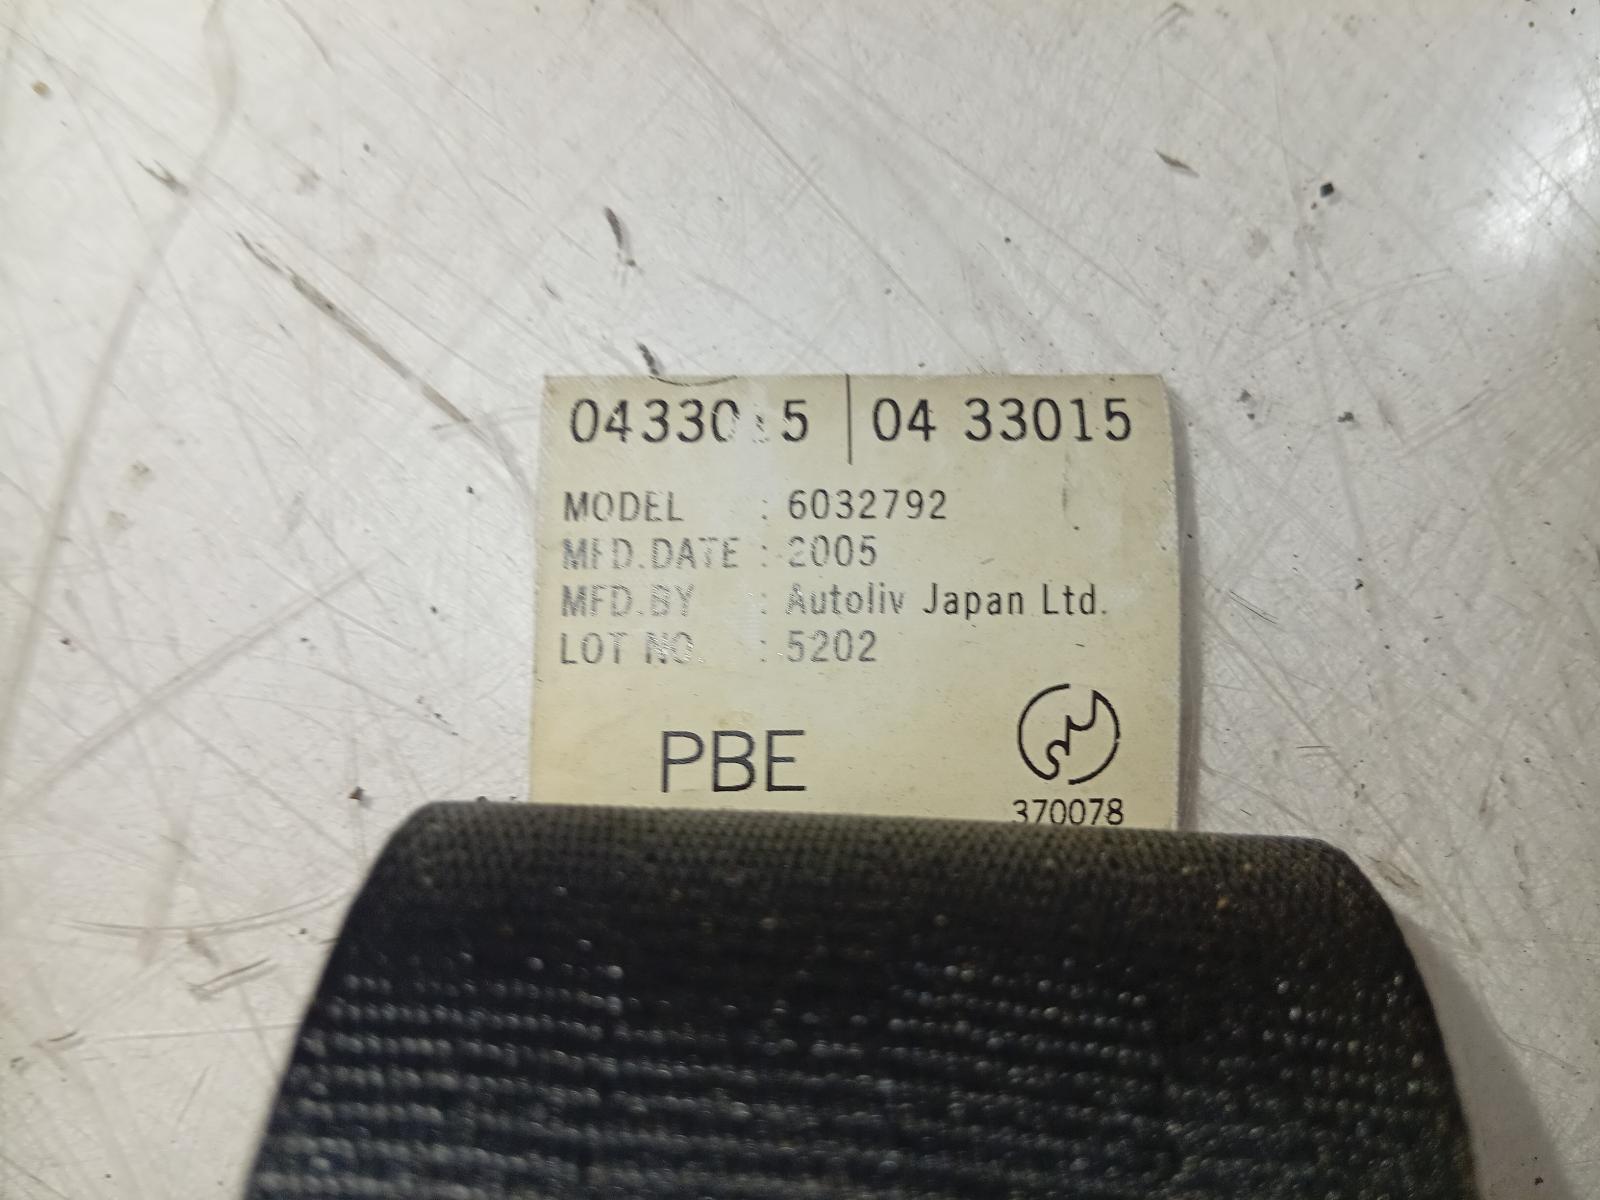 04 33015
MODEL : 6032792
MFD.DATE : 2005
MFD.BY : Autoliv Japan Ltd.
LOT NO. : 5202
PBE
370078